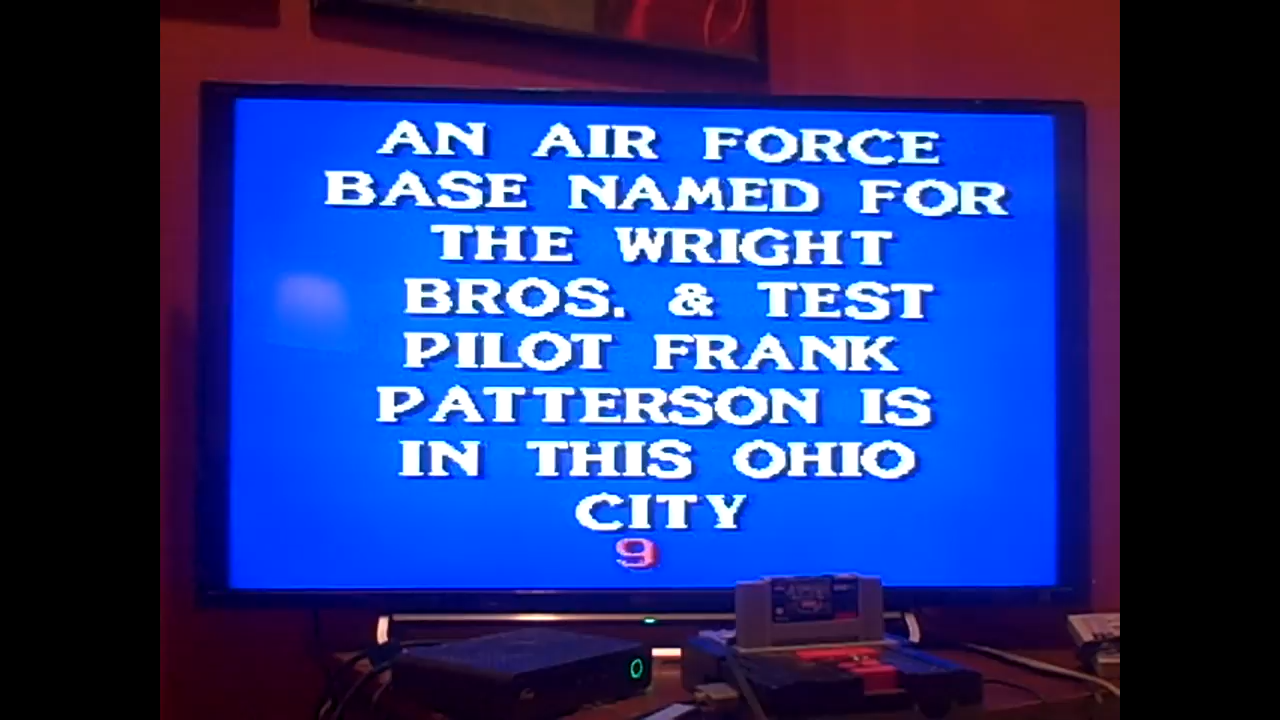 AN AIR FORCE
BASE NAMED FOR
THE WRIGHT
BROS. & TEST
PILOT FRANK
PATTERSON IS
IN THIS OHIO
CITY
9